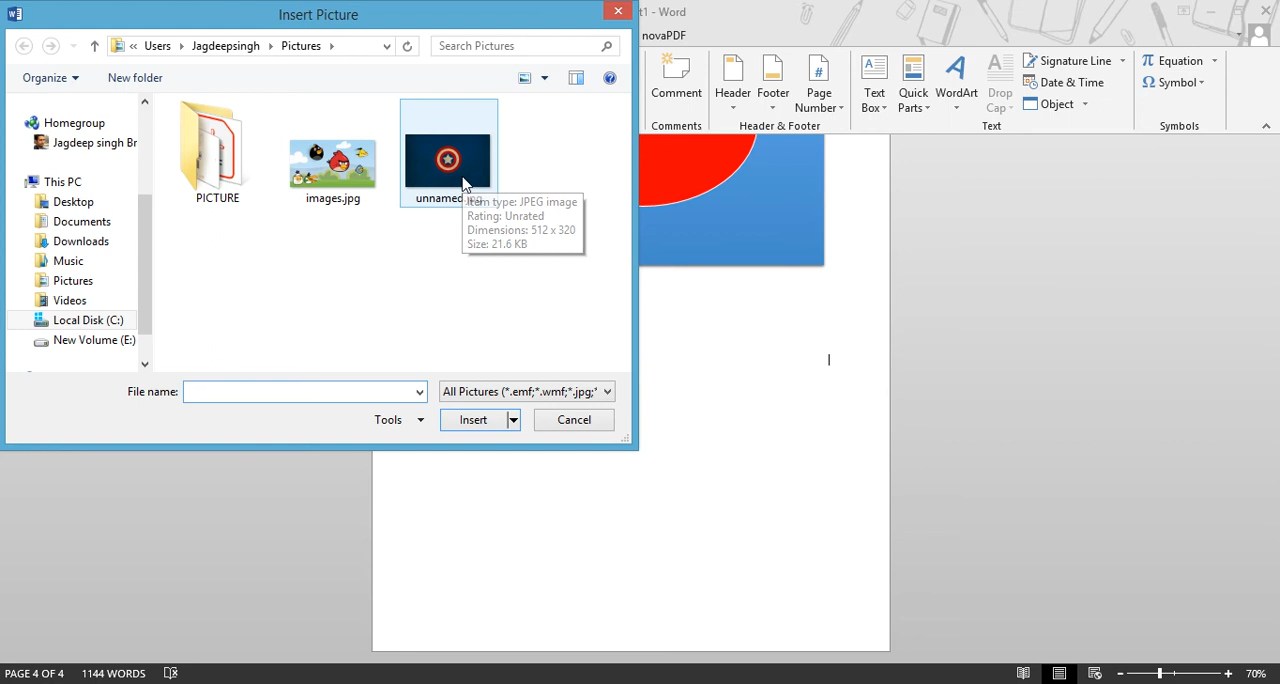 Insert Picture
t1 - Word
« Users Jagdeepsingh Pictures
Search Pictures
novaPDF
Organize
New folder
Homegroup
Jagdeep singh Br
This PC
Desktop
Documents
Downloads
Music
Pictures
Videos
Local Disk (C:)
New Volume (E:)
PICTURE
images.jpg
unnamed.jpg
Item type: JPEG image
Rating: Unrated
Dimensions: 512 x 320
Size: 21.6 KB
File name:
All Pictures (*.emf;*.wmf;*.jpg;*
Tools
Insert
Cancel
Comment
Comments
Header
Footer
Page
Number
Header & Footer
Text
Box
Quick
Parts
WordArt
Drop
Cap
Signature Line
Date & Time
Object
Text
Equation
Symbol
Symbols
PAGE 4 OF 4
1144 WORDS
70%